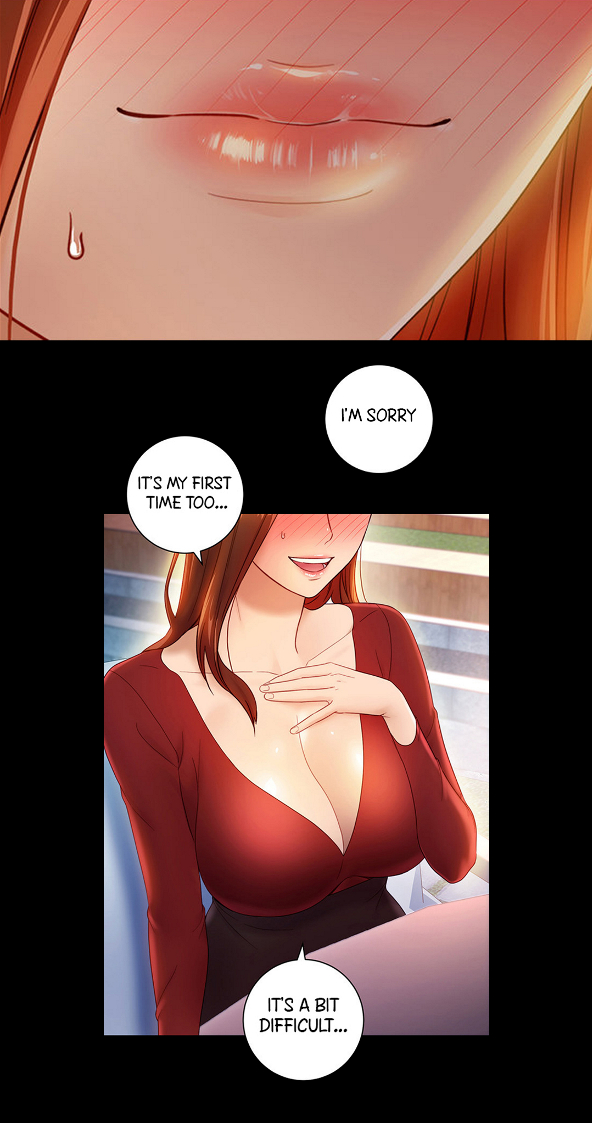 I'M SORRY
IT'S MY FIRST
TIME TOO...
IT'S A BIT
DIFFICULT...